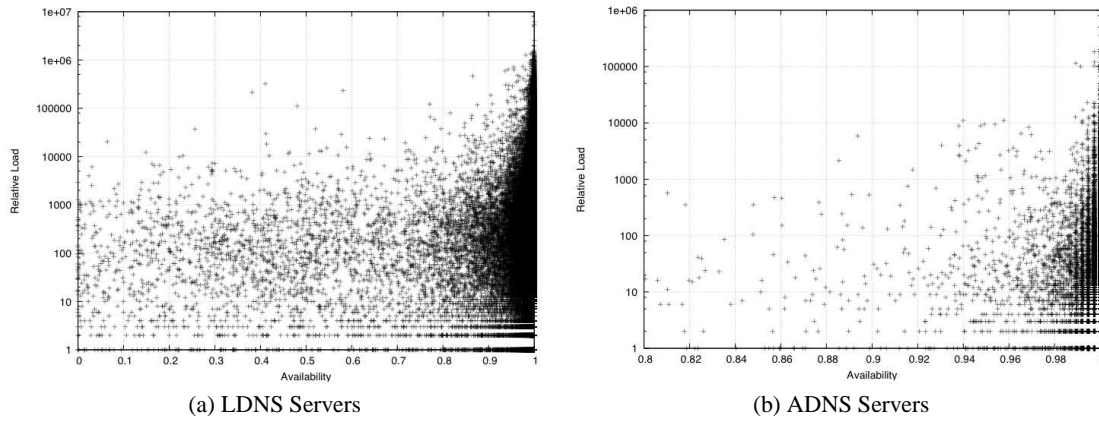 1e+07
1e+06
100000
10000
1000
100
10
1
Relative Load
0 0.1 0.2 0.3 0.4 0.5 0.6 0.7 0.8 0.9 1
Availability
(a) LDNS Servers
1e+06
100000
10000
1000
100
10
1
Relative Load
0.8 0.82 0.84 0.86 0.88 0.9 0.92 0.94 0.96 0.98
Availability
(b) ADNS Servers